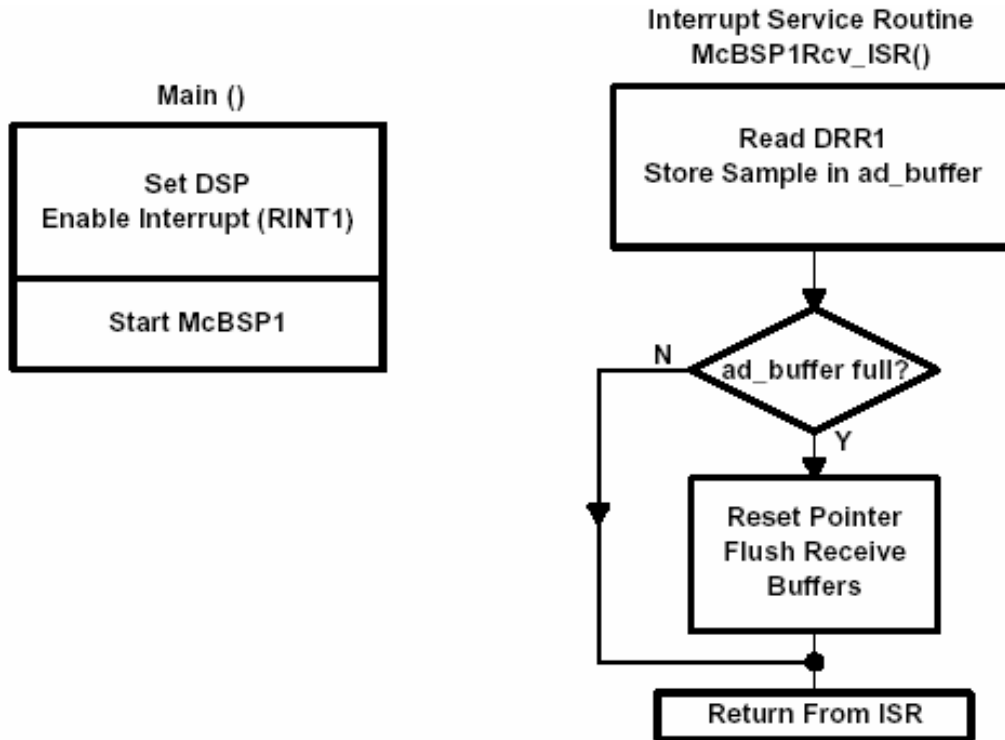 Main ()
Set DSP
Enable Interrupt (RINT1)
Start McBSP1
Interrupt Service Routine
McBSP1Rcv_ISR()
Read DRR1
Store Sample in ad_buffer
ad_buffer full?
N
Y
Reset Pointer
Flush Receive
Buffers
Return From ISR